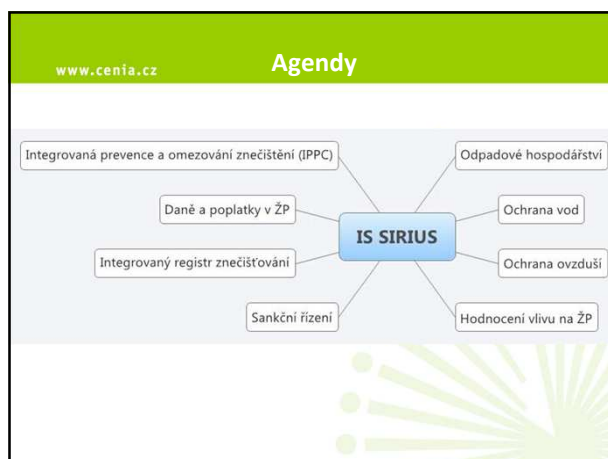 www.cenia.cz
Agendy
Integrovaná prevence a omezování znečištění (IPPC)
Odpadové hospodářství
Daně a poplatky v ŽP
Ochrana vod
IS SIRIUS
Integrovaný registr znečišťování
Ochrana ovzduší
Sankční řízení
Hodnocení vlivu na ŽP